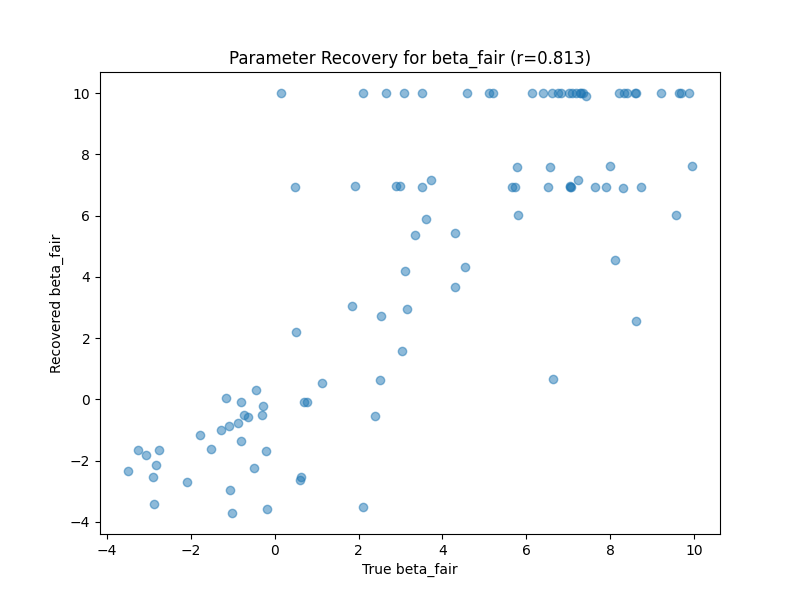 Parameter Recovery for beta_fair (r=0.813)
Recovered beta_fair
10
8
6
4
2
0
−2
−4
−4 −2 0 2 4 6 8 10
True beta_fair